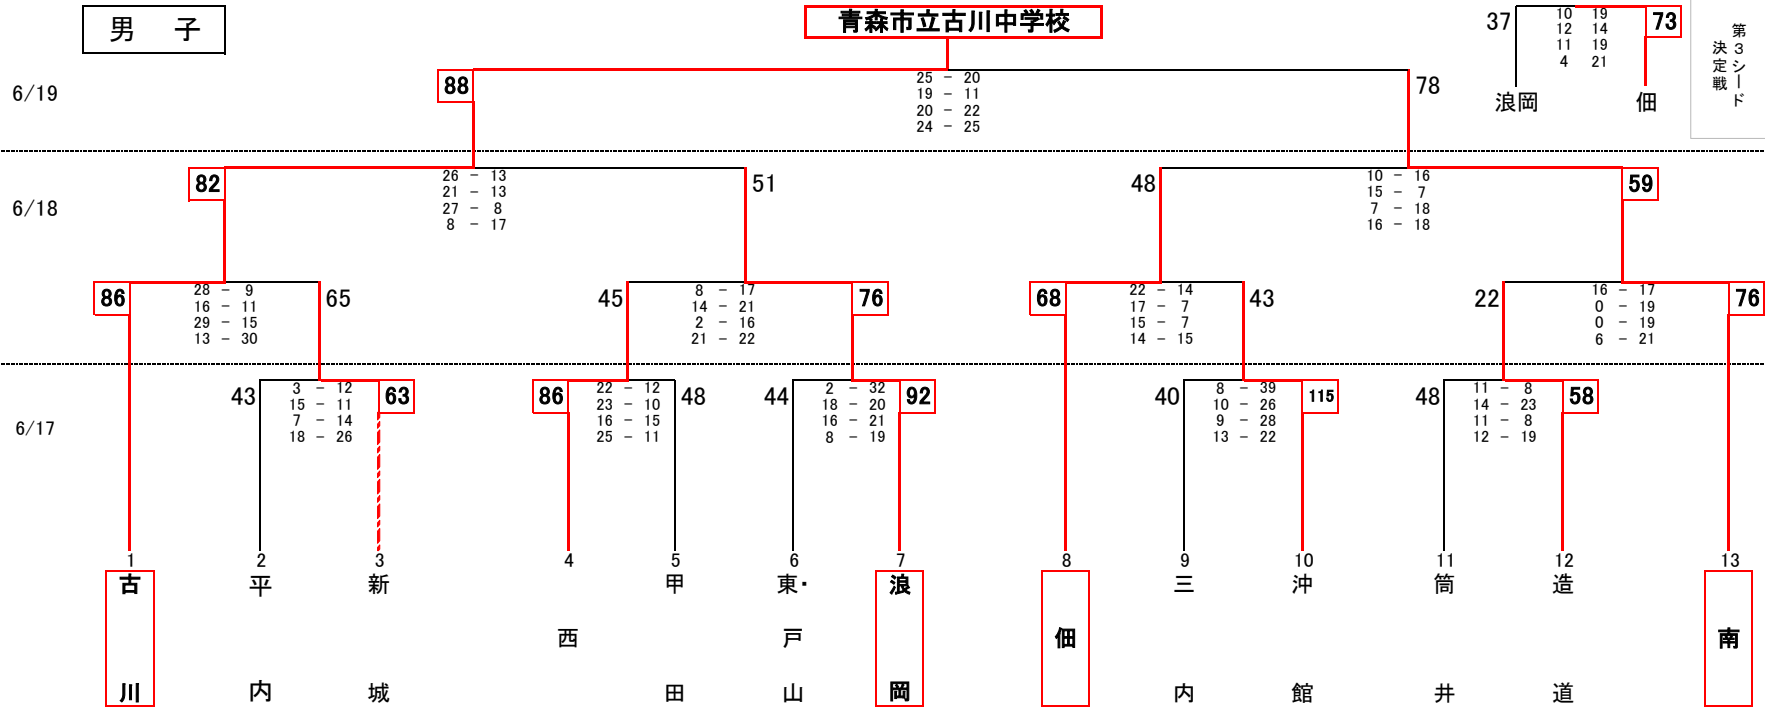 男 子
青森市立古川中学校
37
10 19
12 14
11 19
4 21
73
浪岡
佃
第3シード
決定戦
6/19
88
25 - 20
19 - 11
20 - 22
24 - 25
78
6/18
82
26 - 13
21 - 13
27 - 8
8 - 17
51
48
10 - 16
15 - 7
7 - 18
16 - 18
59
86
28 - 9
16 - 11
29 - 15
13 - 30
65
45
8 - 17
14 - 21
2 - 16
21 - 22
76
68
22 - 14
17 - 7
15 - 7
14 - 15
43
22
16 - 17
0 - 19
0 - 19
6 - 21
76
6/17
43
3 - 12
15 - 11
7 - 14
18 - 26
63
86
22 - 12
23 - 10
16 - 15
25 - 11
48
44
2 - 32
18 - 20
16 - 21
8 - 19
92
40
8 - 39
10 - 26
9 - 28
13 - 22
115
48
11 - 8
14 - 23
11 - 8
12 - 19
58
1
古川
2
平内
3
新城
4
西
5
甲田
6
東・戸山
7
浪岡
8
佃
9
三内
10
沖館
11
筒井
12
造道
13
南